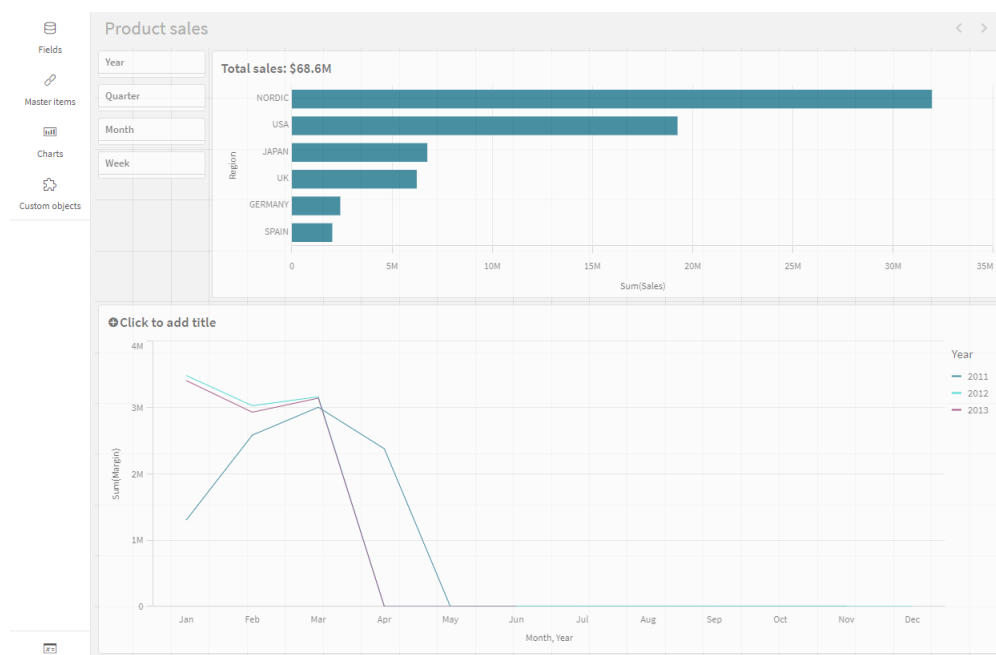 Product sales
Fields
Master items
Charts
Custom objects
Year
Quarter
Month
Week
Total sales: $68.6M
Region
NORDIC
USA
JAPAN
UK
GERMANY
SPAIN
0 5M 10M 15M 20M 25M 30M 35M
Sum(Sales)
Click to add title
Sum(Margin)
4M
3M
2M
1M
0
Jan Feb Mar Apr May Jun Jul Aug Sep Oct Nov Dec
Month, Year
Year
2011
2012
2013